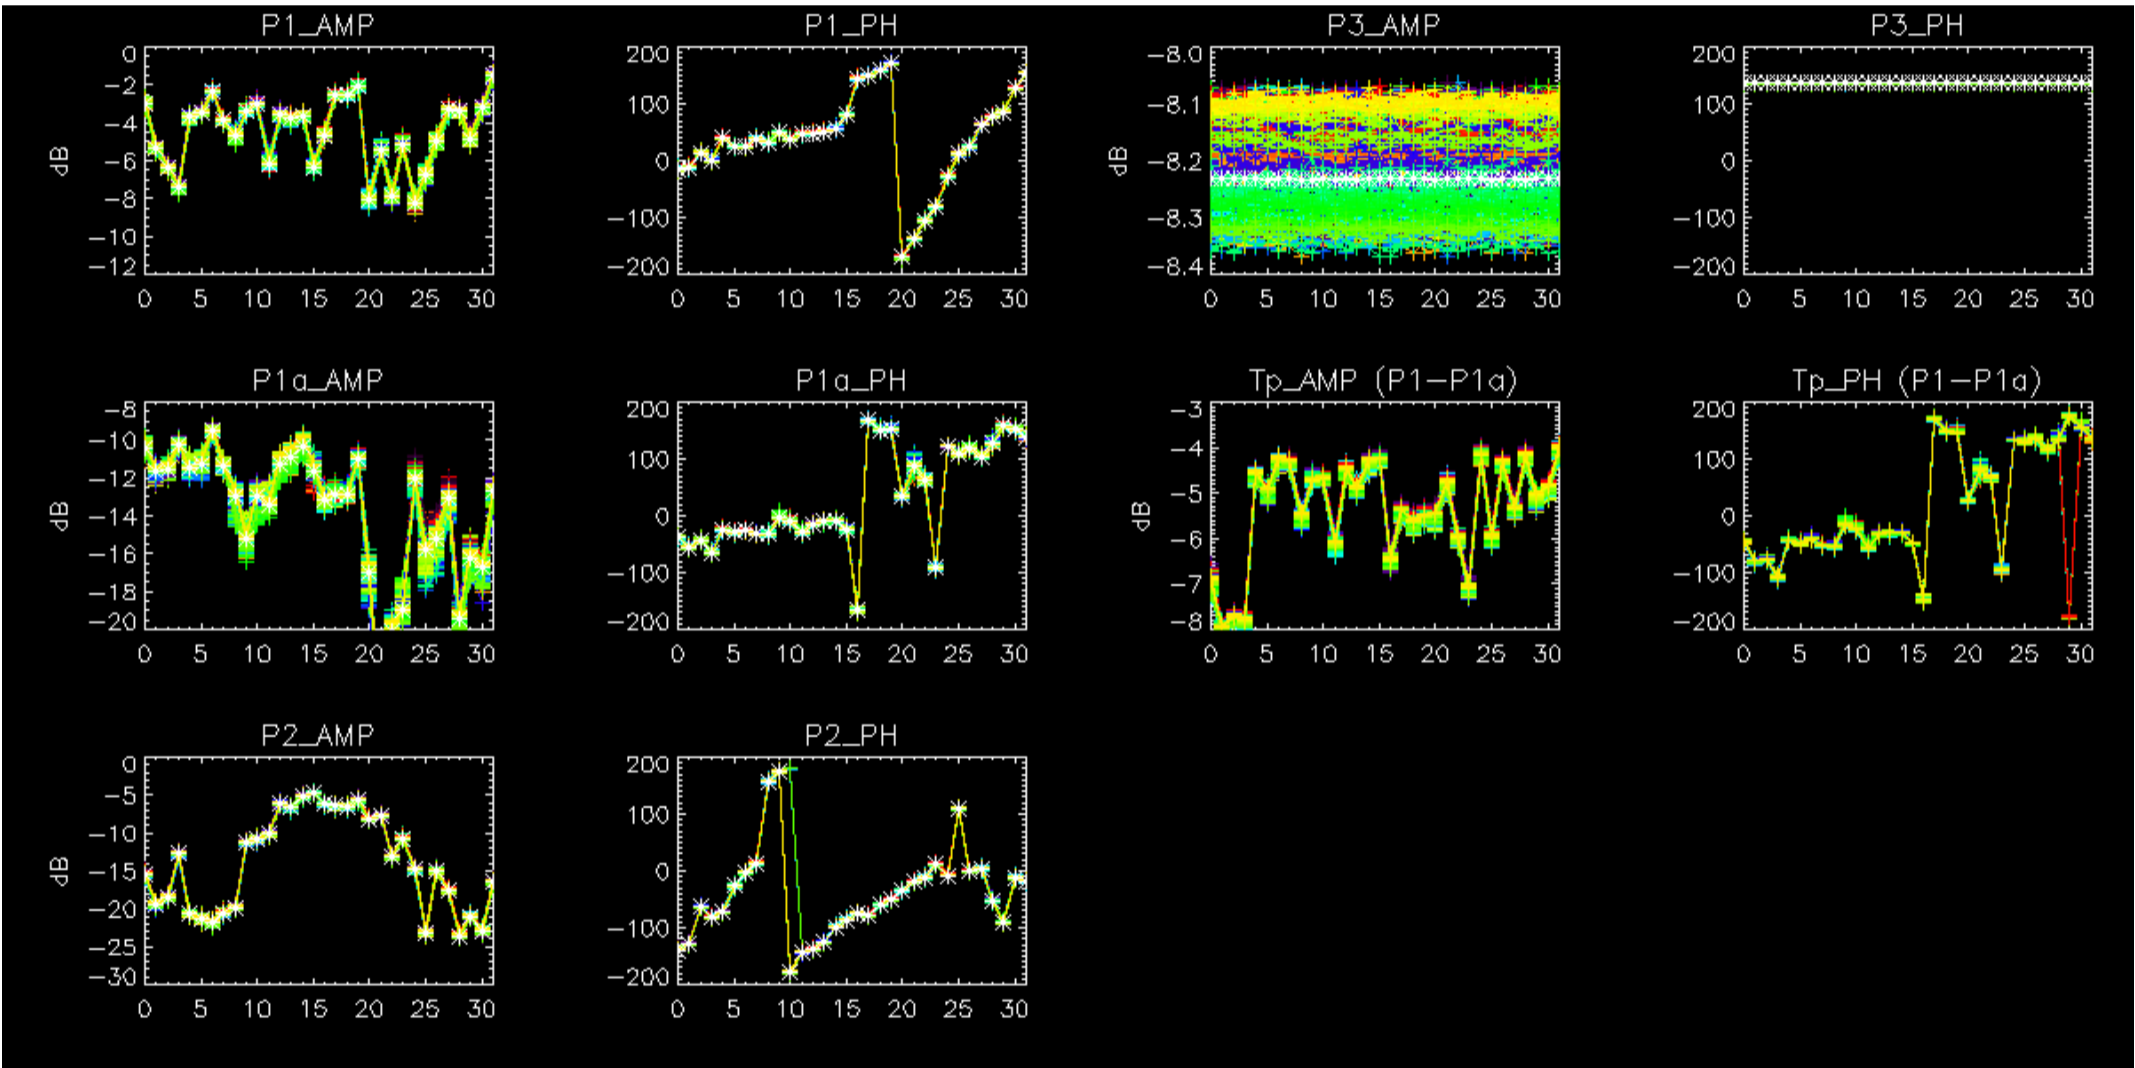 P1_AMP P1_PH P3_AMP P3_PH
0 200 -8.0 200
-2
-4 100 -8.1 100
dB -6 0 dB -8.2 0
-8 -100 -8.3 -100
-10
-12 -200 -8.4 -200
0 5 10 15 20 25 30 0 5 10 15 20 25 30 0 5 10 15 20 25 30 0 5 10 15 20 25 30
P1a_AMP P1a_PH Tp_AMP (P1-P1a) Tp_PH (P1-P1a)
-8 200 -3 200
-10 100 -4 100
-12
dB -14 0 dB -5 0
-16 -100 -6 -100
-18 -7
-20 -200 -8 -200
0 5 10 15 20 25 30 0 5 10 15 20 25 30 0 5 10 15 20 25 30 0 5 10 15 20 25 30
P2_AMP P2_PH
0 200
-5 100
-10
dB -15 0
-20 -100
-25
-30 -200
0 5 10 15 20 25 30 0 5 10 15 20 25 30